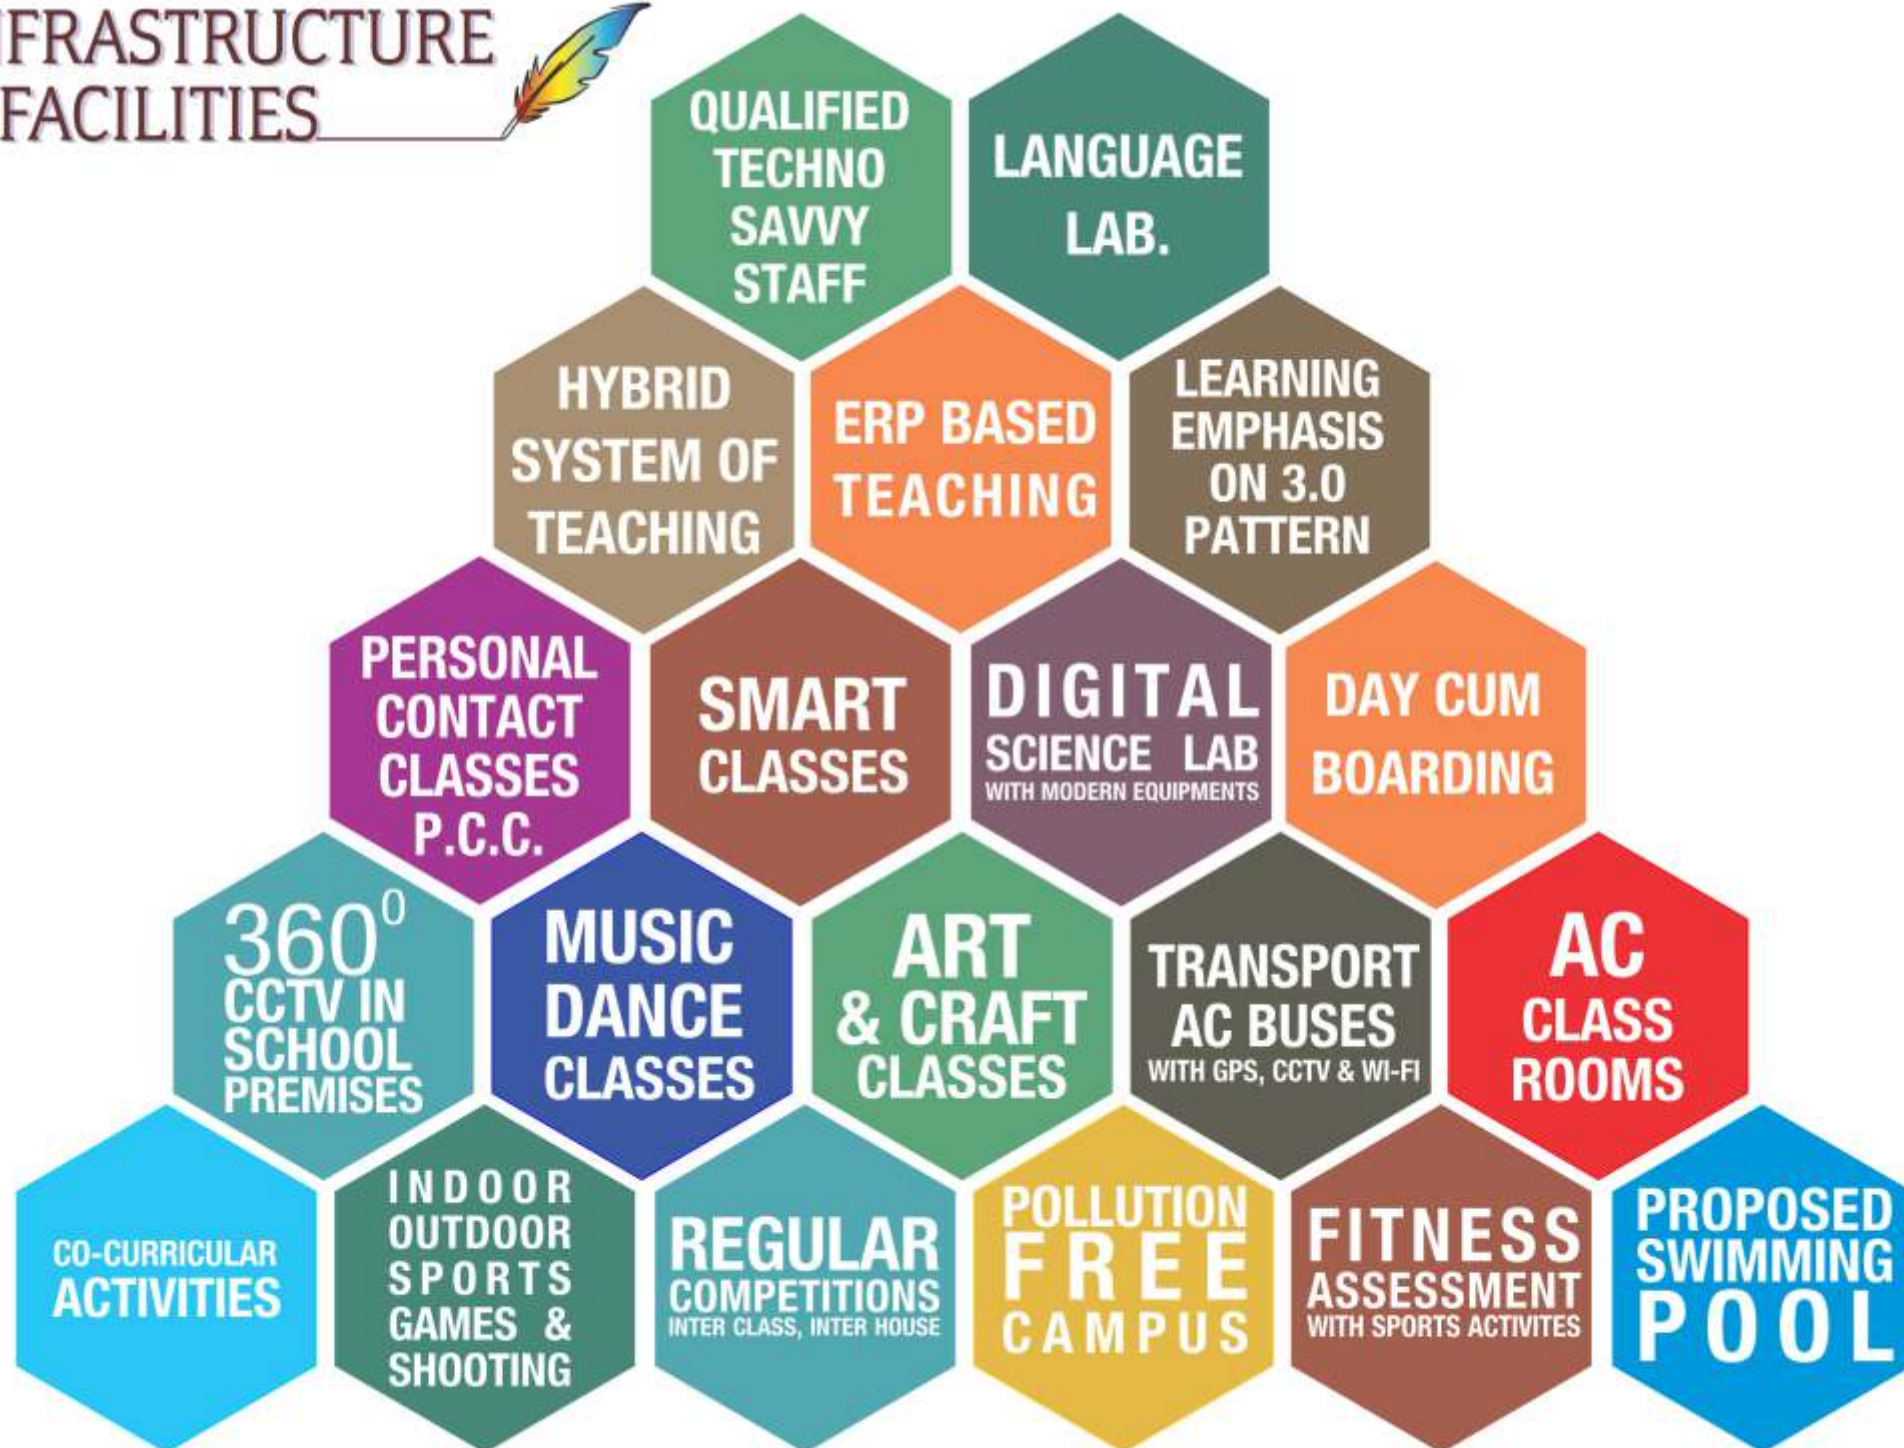 NFRASTRUCTURE
FACILITIES
QUALIFIED
TECHNO
SAVVY
STAFF
LANGUAGE
LAB.
HYBRID
SYSTEM OF
TEACHING
ERP BASED
TEACHING
LEARNING
EMPHASIS
ON 3.0
PATTERN
PERSONAL
CONTACT
CLASSES
P.C.C.
SMART
CLASSES
DIGITAL
SCIENCE LAB
WITH MODERN EQUIPMENTS
DAY CUM
BOARDING
360⁰
CCTV IN
SCHOOL
PREMISES
MUSIC
DANCE
CLASSES
ART
& CRAFT
CLASSES
TRANSPORT
AC BUSES
WITH GPS, CCTV & WI-FI
AC
CLASS
ROOMS
CO-CURRICULAR
ACTIVITIES
INDOOR
OUTDOOR
SPORTS
GAMES &
SHOOTING
REGULAR
COMPETITIONS
INTER CLASS, INTER HOUSE
POLLUTION
FREE
CAMPUS
FITNESS
ASSESSMENT
WITH SPORTS ACTIVITES
PROPOSED
SWIMMING
POOL